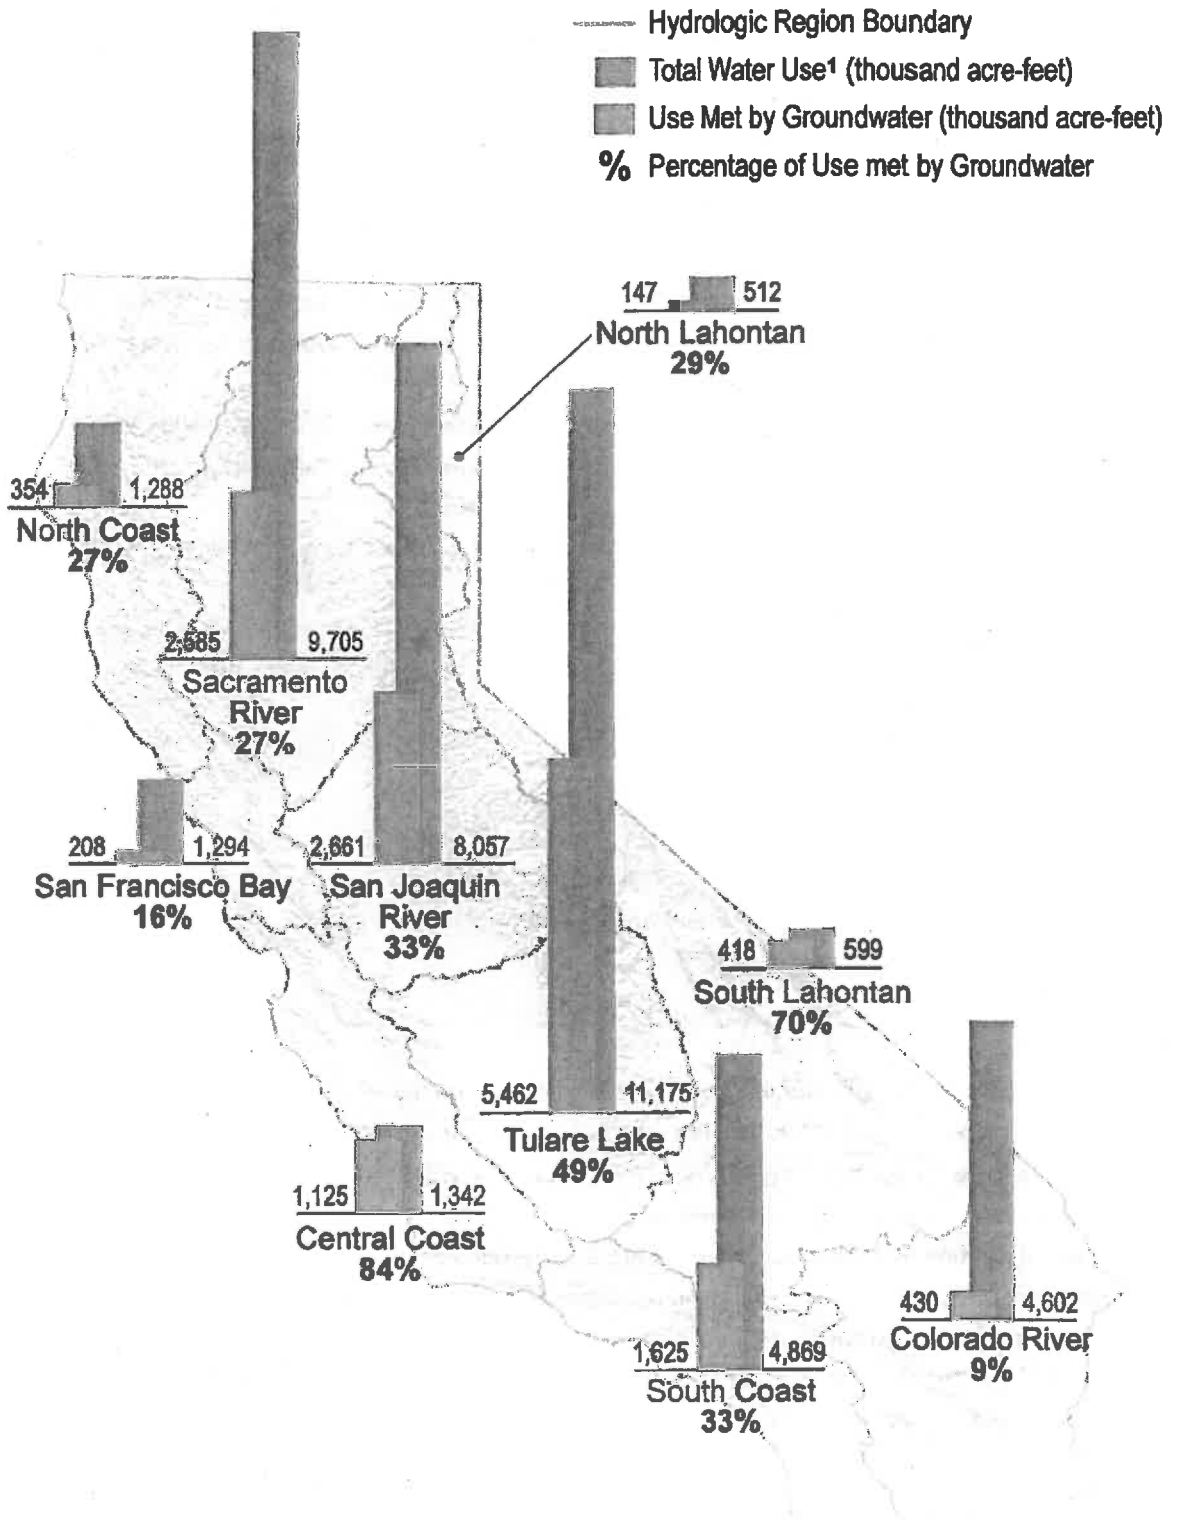 Hydrologic Region Boundary
Total Water Use¹ (thousand acre-feet)
Use Met by Groundwater (thousand acre-feet)
% Percentage of Use met by Groundwater
147 512
North Lahontan
29%
354 1,288
North Coast
27%
2,585 9,705
Sacramento
River
27%
208 1,294
San Francisco Bay
16%
2,661 8,057
San Joaquin
River
33%
418 599
South Lahontan
70%
5,462 11,175
Tulare Lake
49%
1,125 1,342
Central Coast
84%
430 4,602
Colorado River
9%
1,625 4,869
South Coast
33%